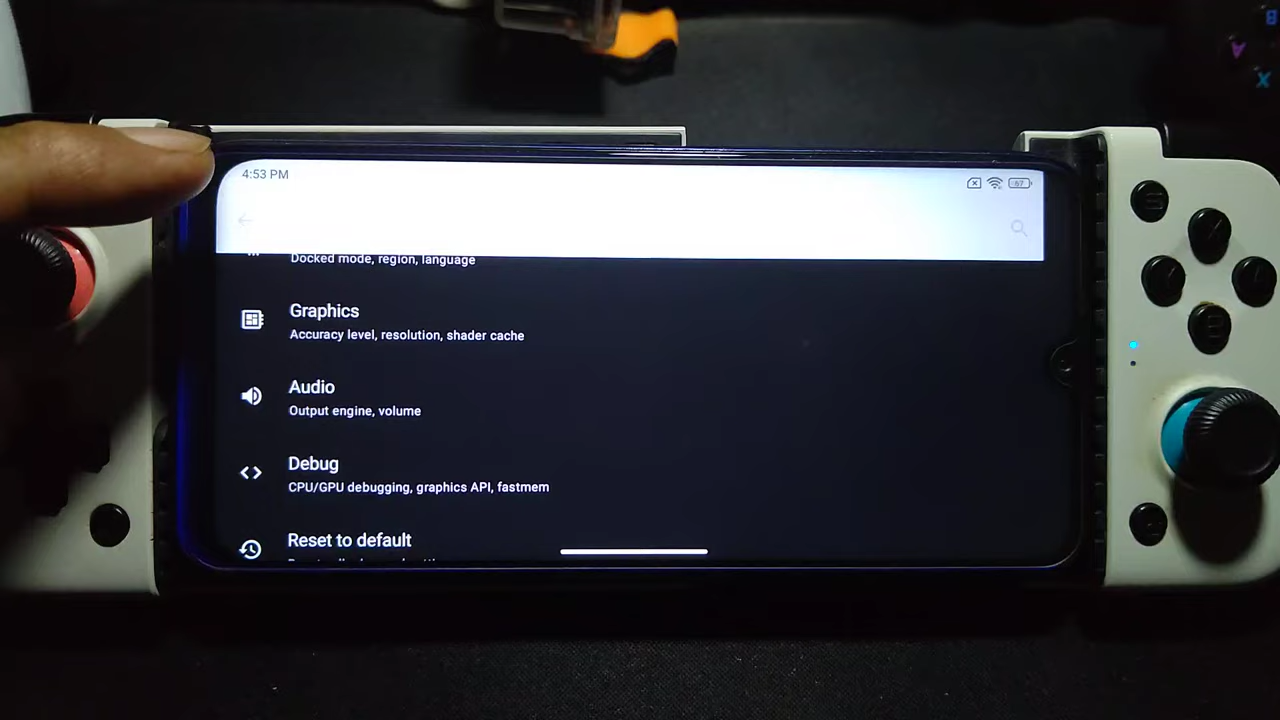 4:53 PM
67
Docked mode, region, language
Graphics
Accuracy level, resolution, shader cache
Audio
Output engine, volume
Debug
CPU/GPU debugging, graphics API, fastmem
Reset to default
X